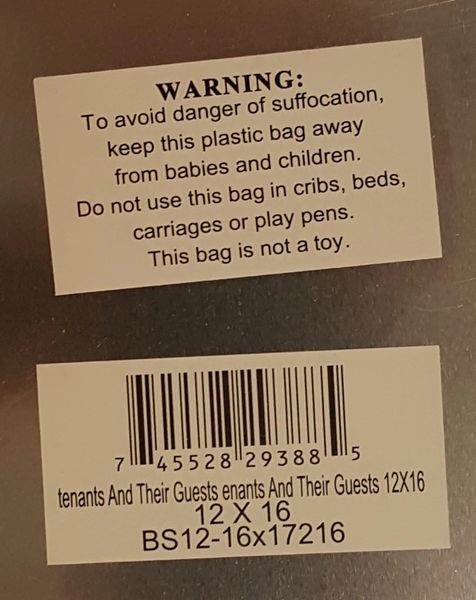 WARNING:
To avoid danger of suffocation,
keep this plastic bag away
from babies and children.
Do not use this bag in cribs, beds,
carriages or play pens.
This bag is not a toy.
7 45528 29388 5
tenants And Their Guests enants And Their Guests 12X16
12 X 16
BS12-16x17216